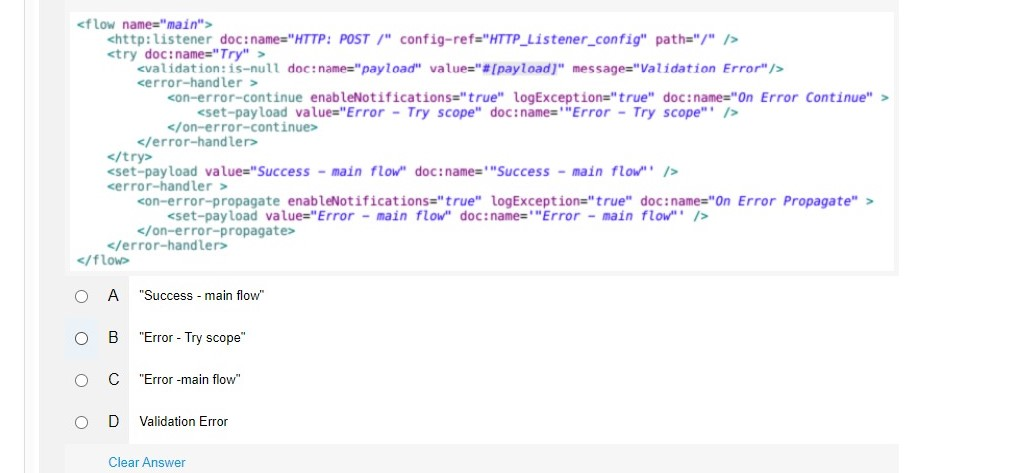 <flow name="main">
<http:listener doc:name="HTTP: POST /" config-ref="HTTP_Listener_config" path="/" />
<try doc:name="Try" >
<validation:is-null doc:name="payload" value="#[payload]" message="Validation Error"/>
<error-handler >
<on-error-continue enableNotifications="true" logException="true" doc:name="On Error Continue" >
<set-payload value="Error - Try scope" doc:name='"Error - Try scope"' />
</on-error-continue>
</error-handler>
</try>
<set-payload value="Success - main flow" doc:name='"Success - main flow"' />
<error-handler >
<on-error-propagate enableNotifications="true" logException="true" doc:name="On Error Propagate" >
<set-payload value="Error - main flow" doc:name='"Error - main flow"' />
</on-error-propagate>
</error-handler>
</flow>
A "Success - main flow"
B "Error - Try scope"
C "Error -main flow"
D Validation Error
Clear Answer